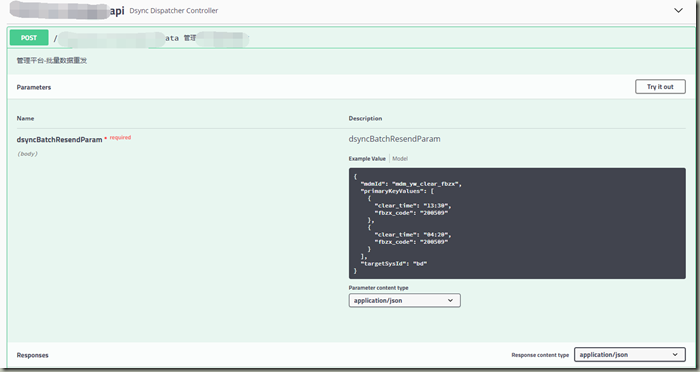 api Dsync Dispatcher Controller
POST / ata 管理
管理平台-批量数据重发
Parameters Try it out
Name Description
dsyncBatchResendParam * required dsyncBatchResendParam
(body)
Example Value Model
{
"mdmId": "mdm_yw_clear_fbzx",
"primaryKeyValues": [
{
"clear_time": "13:30",
"fbzx_code": "200509"
},
{
"clear_time": "04:20",
"fbzx_code": "200509"
}
],
"targetSysId": "bd"
}
Parameter content type
application/json
Responses Response content type application/json